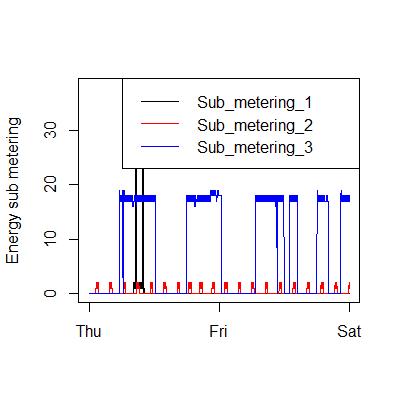 Sub_metering_1
Sub_metering_2
Sub_metering_3
Energy sub metering
30
20
10
0
Thu Fri Sat